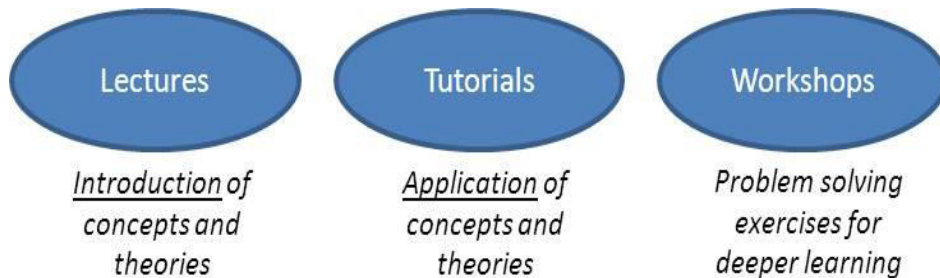 Lectures
Introduction of
concepts and
theories
Tutorials
Application of
concepts and
theories
Workshops
Problem solving
exercises for
deeper learning